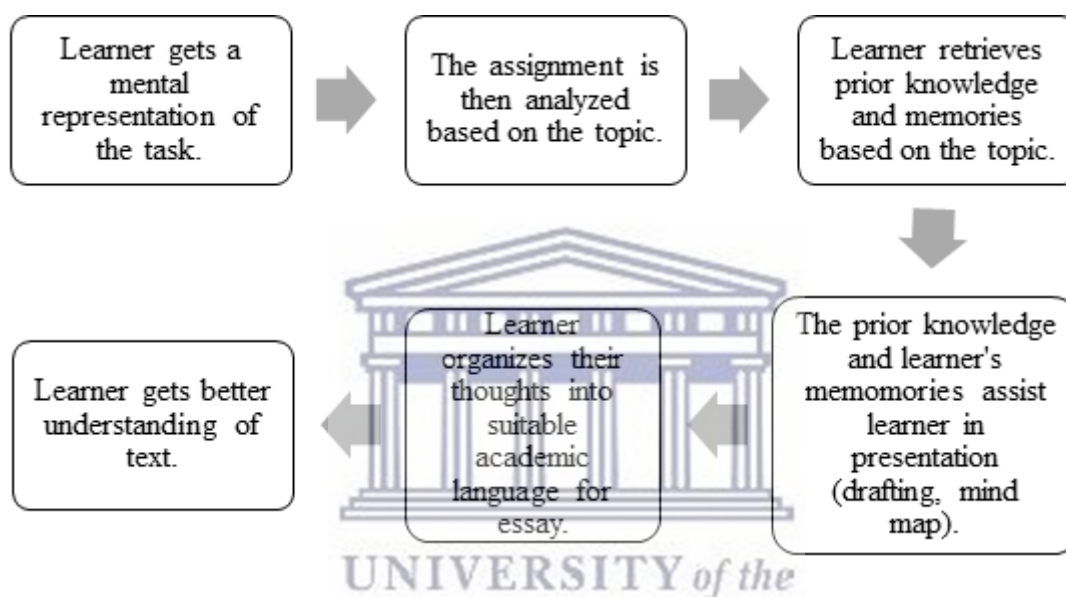 Learner gets a
mental
representation of
the task.
The assignment is
then analyzed
based on the topic.
Learner retrieves
prior knowledge
and memories
based on the topic.
The prior knowledge
and learner's
memomories assist
learner in
presentation
(drafting, mind
map).
Learner
organizes their
thoughts into
suitable
academic
language for
essay.
Learner gets better
understanding of
text.
UNIVERSITY of the